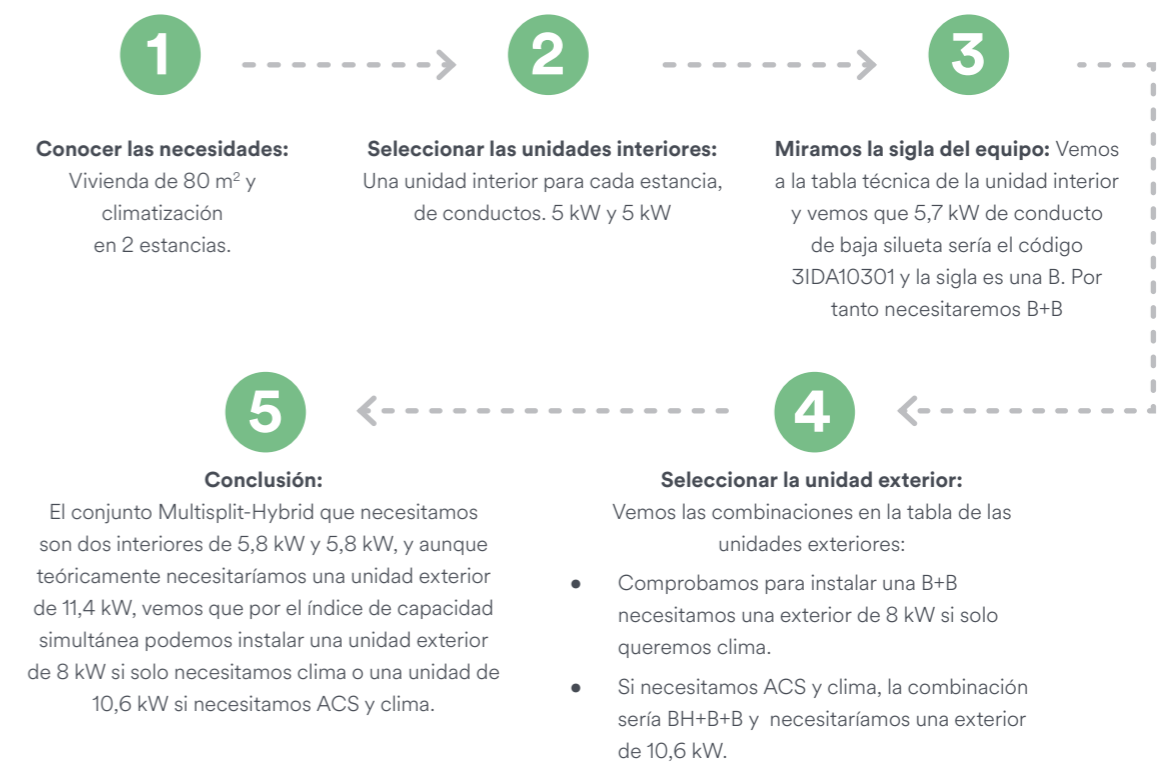 1
Conocer las necesidades:
Vivienda de 80 m² y
climatización
en 2 estancias.
2
Seleccionar las unidades interiores:
Una unidad interior para cada estancia,
de conductos. 5 kW y 5 kW
3
Miramos la sigla del equipo: Vemos
a la tabla técnica de la unidad interior
y vemos que 5,7 kW de conducto
de baja silueta sería el código
3IDA10301 y la sigla es una B. Por
tanto necesitaremos B+B
4
Seleccionar la unidad exterior:
Vemos las combinaciones en la tabla de las
unidades exteriores:
● Comprobamos para instalar una B+B
necesitamos una exterior de 8 kW si solo
queremos clima.
● Si necesitamos ACS y clima, la combinación
sería BH+B+B y necesitaríamos una exterior
de 10,6 kW.
5
Conclusión:
El conjunto Multisplit-Hybrid que necesitamos
son dos interiores de 5,8 kW y 5,8 kW, y aunque
teóricamente necesitaríamos una unidad exterior
de 11,4 kW, vemos que por el índice de capacidad
simultánea podemos instalar una unidad exterior
de 8 kW si solo necesitamos clima o una unidad de
10,6 kW si necesitamos ACS y clima.